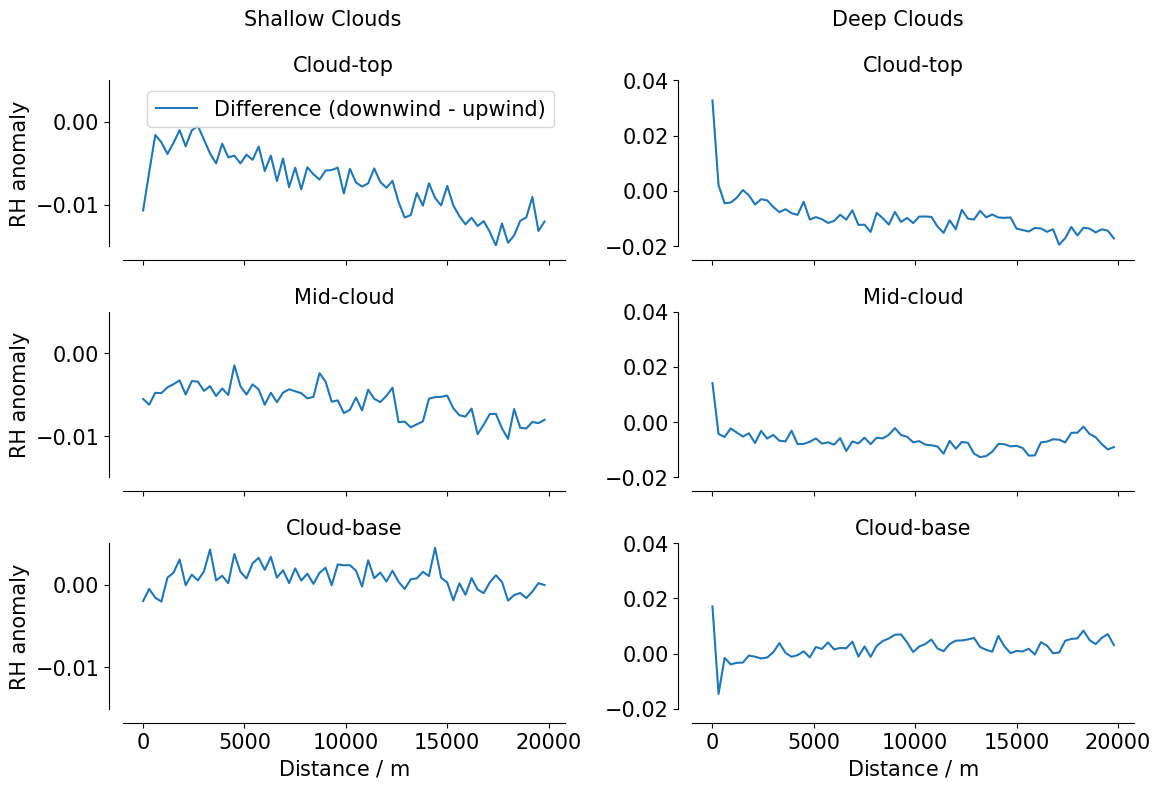 Shallow Clouds
Deep Clouds
Cloud-top
Cloud-top
RH anomaly
0.00
−0.01
Difference (downwind - upwind)
0.04
0.02
0.00
−0.02
Mid-cloud
Mid-cloud
RH anomaly
0.00
−0.01
0.04
0.02
0.00
−0.02
Cloud-base
Cloud-base
RH anomaly
0.00
−0.01
0.04
0.02
0.00
−0.02
0 5000 10000 15000 20000
Distance / m
0 5000 10000 15000 20000
Distance / m